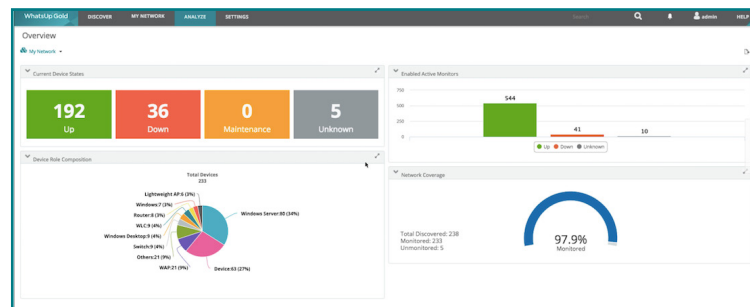 WhatsUp Gold DISCOVER MY NETWORK ANALYZE SETTINGS Search admin HELP
Overview
My Network
Current Device States
192 Up
36 Down
0 Maintenance
5 Unknown
Device Role Composition
Total Devices
233
Lightweight AP:6 (3%)
Windows:7 (3%)
Router:8 (3%)
WLC:9 (4%)
Windows Desktop:9 (4%)
Switch:9 (4%)
Others:21 (9%)
WAP:21 (9%)
Device:63 (27%)
Windows Server:80 (34%)
Enabled Active Monitors
750
500
250
0
544
41
10
Up Down Unknown
Network Coverage
Total Discovered: 238
Monitored: 233
Unmonitored: 5
97.9%
Monitored